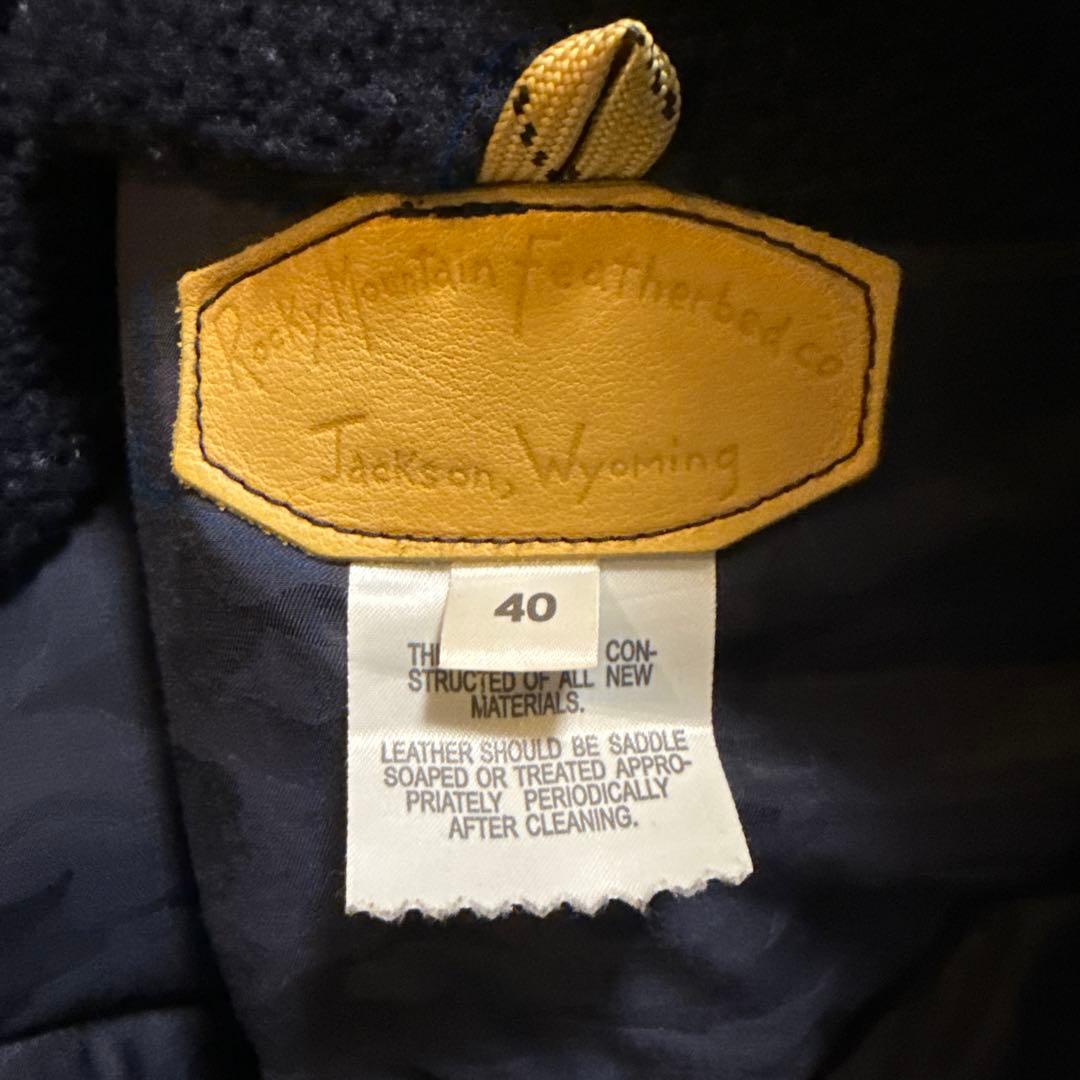 Rocky Mountain Featherbed co
Jackson, Wyoming
40
CON-
STRUCTED OF ALL NEW
MATERIALS.
LEATHER SHOULD BE SADDLE
SOAPED OR TREATED APPRO-
PRIATELY PERIODICALLY
AFTER CLEANING.